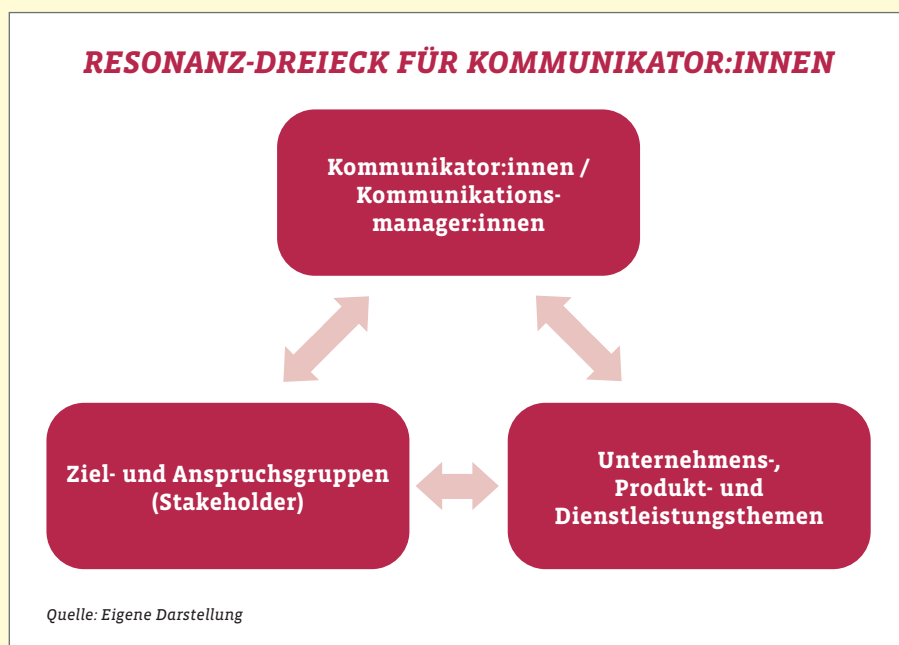 RESONANZ-DREIECK FÜR KOMMUNIKATOR:INNEN
Kommunikator:innen /
Kommunikations-
manager:innen
Ziel- und Anspruchsgruppen
(Stakeholder)
Unternehmens-,
Produkt- und
Dienstleistungsthemen
Quelle: Eigene Darstellung